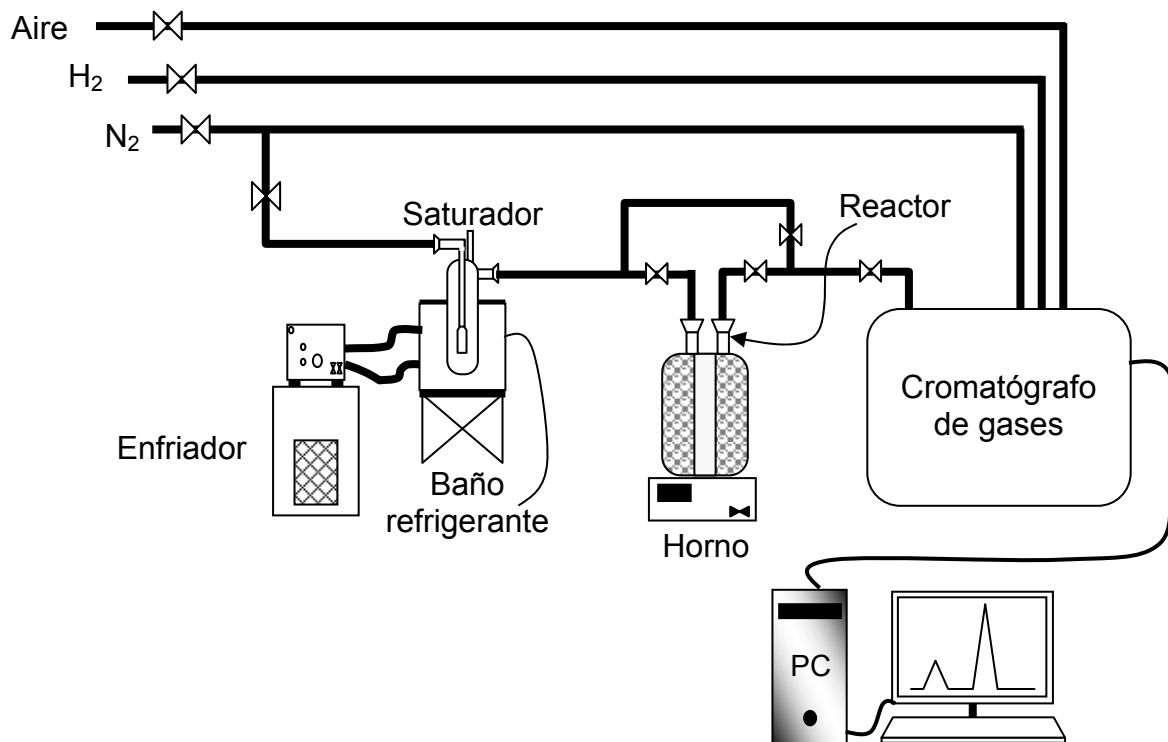 Aire
H₂
N₂
Saturador
Reactor
Cromatógrafo
de gases
Enfriador
Baño
refrigerante
Horno
PC